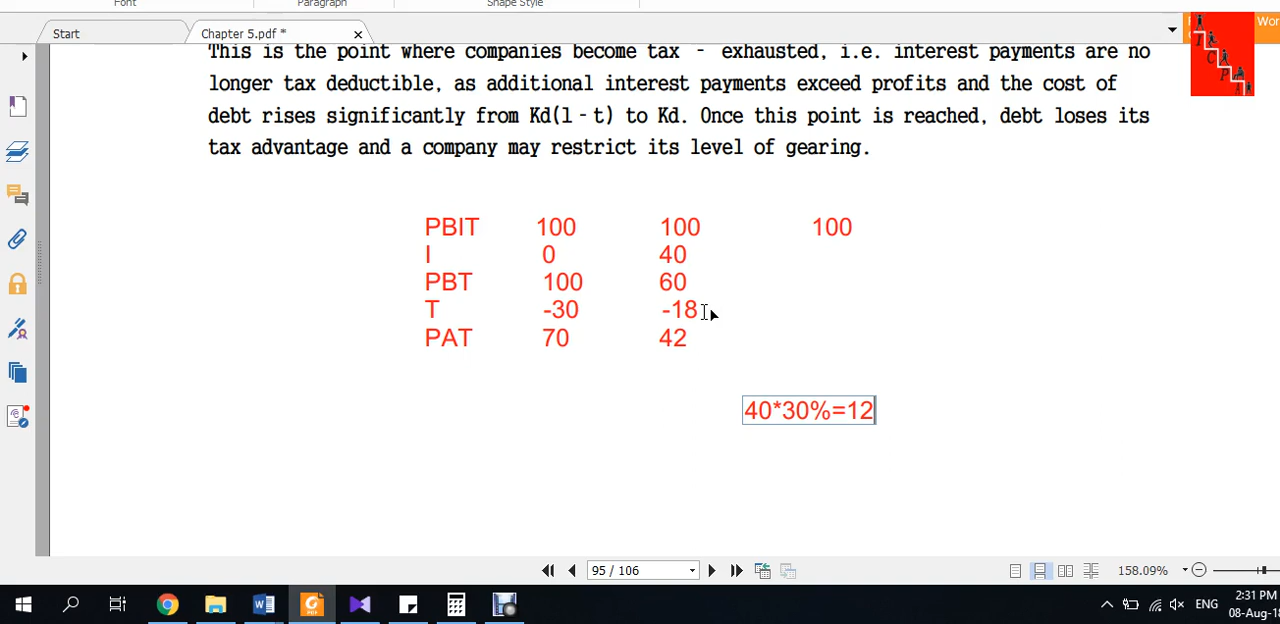 Font Paragraph Shape Style
Start Chapter 5.pdf * ×
Wor
I C P A
This is the point where companies become tax - exhausted, i.e. interest payments are no
longer tax deductible, as additional interest payments exceed profits and the cost of
debt rises significantly from Kd(l - t) to Kd. Once this point is reached, debt loses its
tax advantage and a company may restrict its level of gearing.
PBIT 100 100 100
I 0 40
PBT 100 60
T -30 -18
PAT 70 42
40*30%=12
95 / 106 158.09%
ENG 2:31 PM
08-Aug-18